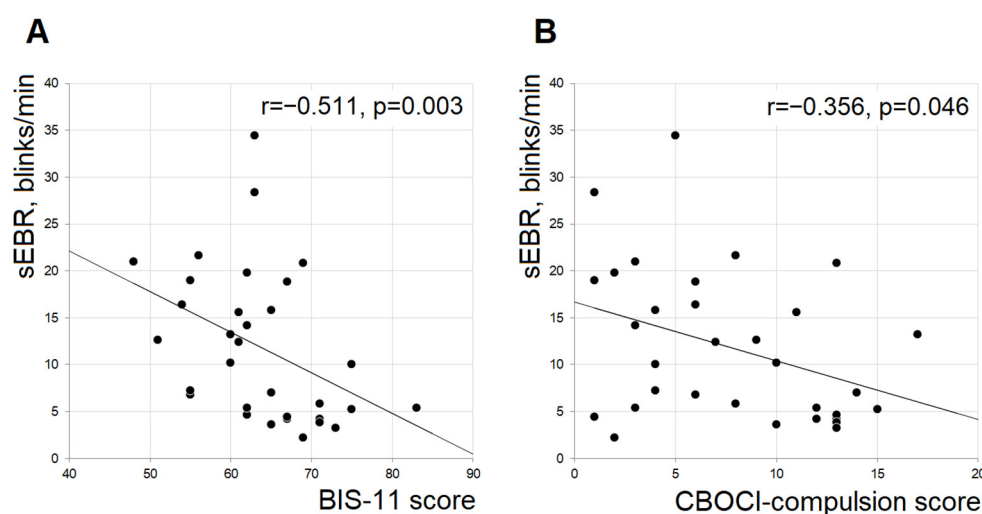 A
sEBR, blinks/min
r=−0.511, p=0.003
40
35
30
25
20
15
10
5
0
40 50 60 70 80 90
BIS-11 score
B
sEBR, blinks/min
r=−0.356, p=0.046
40
35
30
25
20
15
10
5
0
0 5 10 15 20
CBOCI-compulsion score